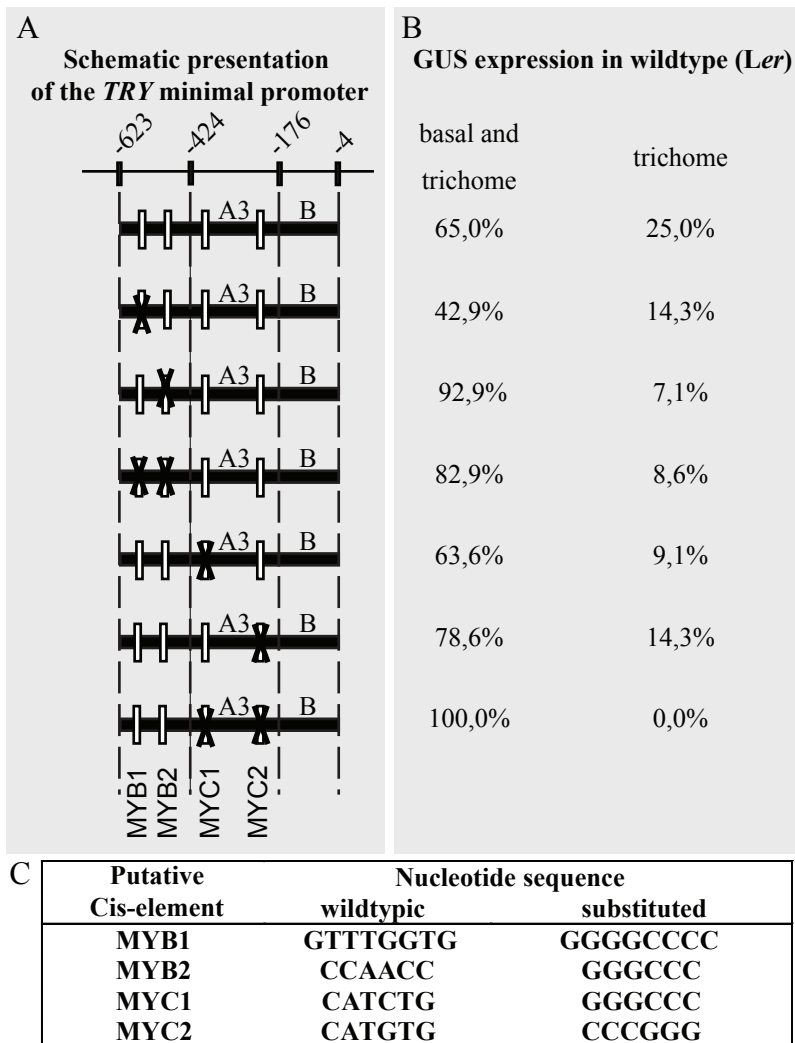 A
Schematic presentation
of the TRY minimal promoter
-623
-424
-176
-4
A3 B
A3 B
A3 B
A3 B
A3 B
A3 B
A3 B
MYB1
MYB2
MYC1
MYC2
B
GUS expression in wildtype (Ler)
basal and
trichome
trichome
65,0% 25,0%
42,9% 14,3%
92,9% 7,1%
82,9% 8,6%
63,6% 9,1%
78,6% 14,3%
100,0% 0,0%
C
Putative Nucleotide sequence
Cis-element wildtypic substituted
MYB1 GTTTGGTG GGGGCCCC
MYB2 CCAACC GGGCCC
MYC1 CATCTG GGGCCC
MYC2 CATGTG CCCGGG